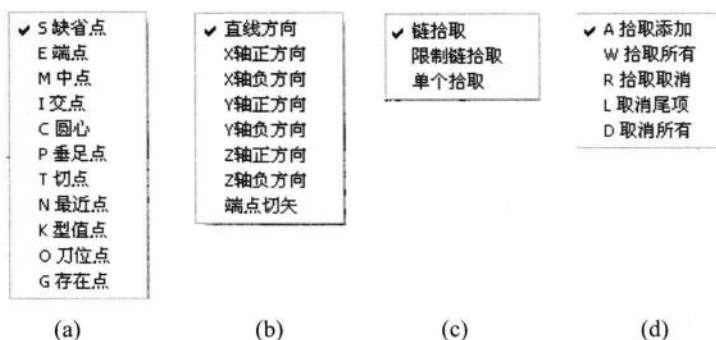 ✔ S 缺省点
E 端点
M 中点
I 交点
C 圆心
P 垂足点
T 切点
N 最近点
K 型值点
O 刀位点
G 存在点
(a)
✔ 直线方向
X轴正方向
X轴负方向
Y轴正方向
Y轴负方向
Z轴正方向
Z轴负方向
端点切矢
(b)
✔ 链拾取
限制链拾取
单个拾取
(c)
✔ A 拾取添加
W 拾取所有
R 拾取取消
L 取消尾项
D 取消所有
(d)